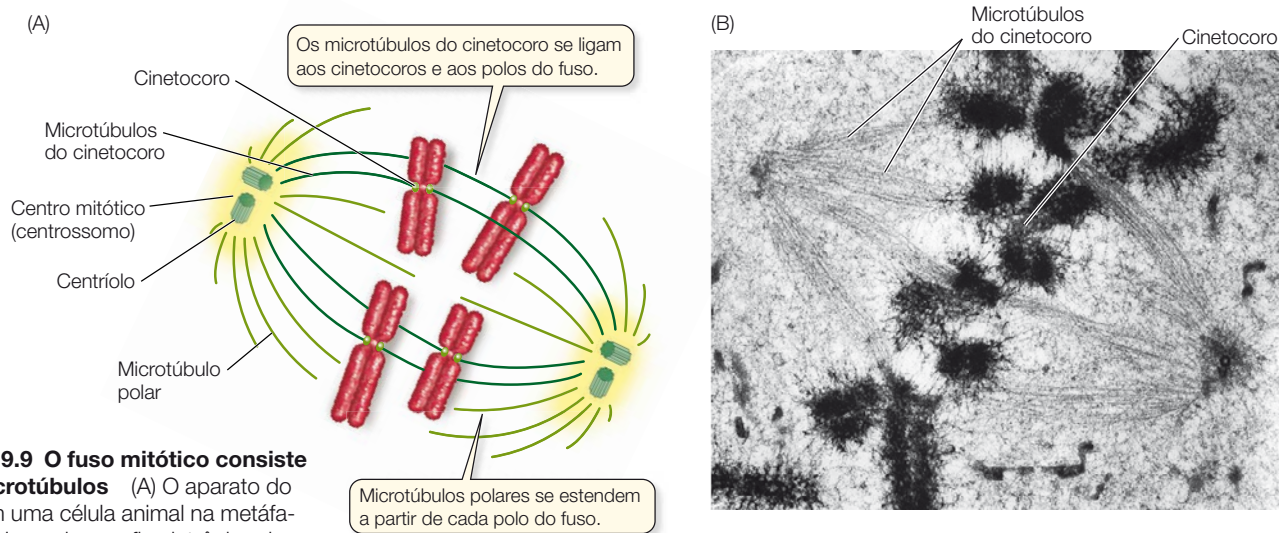 (A)
Os microtúbulos do cinetocoro se ligam
aos cinetocoros e aos polos do fuso.
Cinetocoro
Microtúbulos
do cinetocoro
Centro mitótico
(centrossomo)
Centríolo
Microtúbulo
polar
9.9 O fuso mitótico consiste
crotúbulos (A) O aparato do
uma célula animal na metáfa-
Microtúbulos polares se estendem
a partir de cada polo do fuso.
(B)
Microtúbulos
do cinetocoro
Cinetocoro